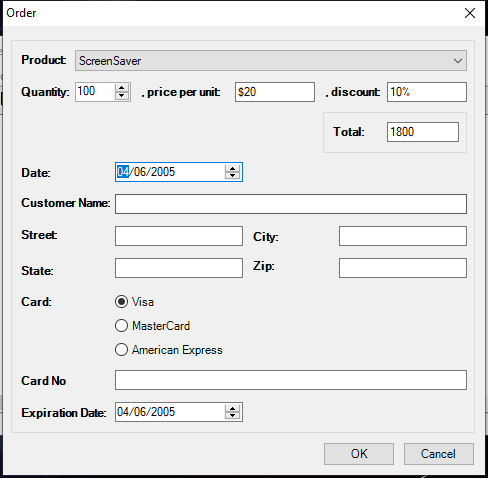 Order
Product: ScreenSaver
Quantity: 100 , price per unit: $20 , discount: 10%
Total: 1800
Date: 04/06/2005
Customer Name:
Street: City:
State: Zip:
Card: Visa
MasterCard
American Express
Card No
Expiration Date: 04/06/2005
OK Cancel